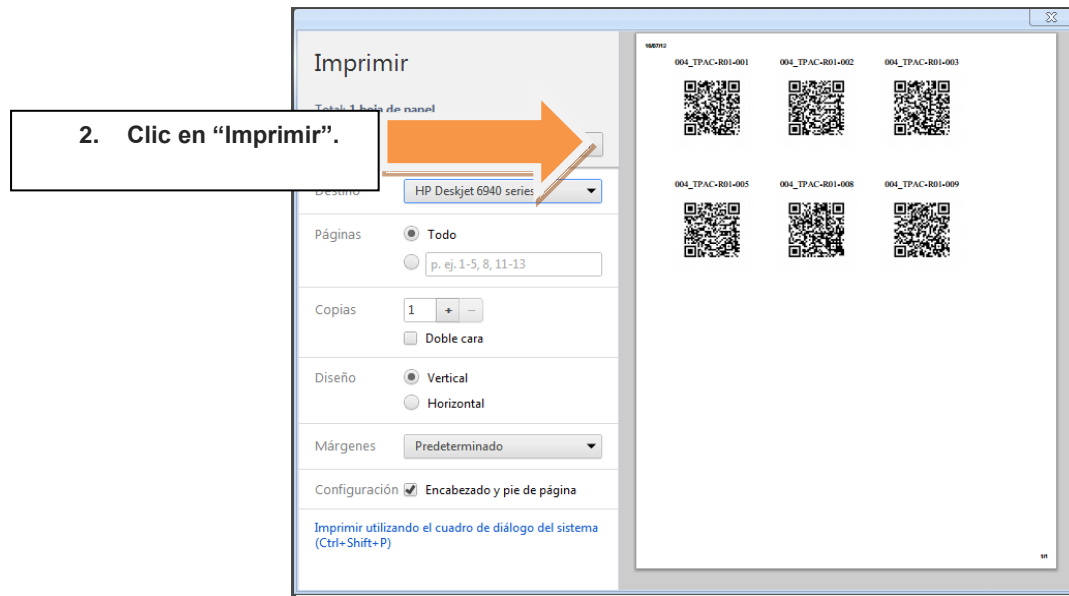 Imprimir
Total: 1 hoja de papel
2. Clic en “Imprimir”.
Destino
HP Deskjet 6940 series
Páginas
Todo
p. ej. 1-5, 8, 11-13
Copias
1
+ −
Doble cara
Diseño
Vertical
Horizontal
Márgenes
Predeterminado
Configuración
Encabezado y pie de página
Imprimir utilizando el cuadro de diálogo del sistema
(Ctrl+Shift+P)
16/07/12
004_TPAC-R01-001 004_TPAC-R01-002 004_TPAC-R01-003
004_TPAC-R01-005 004_TPAC-R01-008 004_TPAC-R01-009
1/1